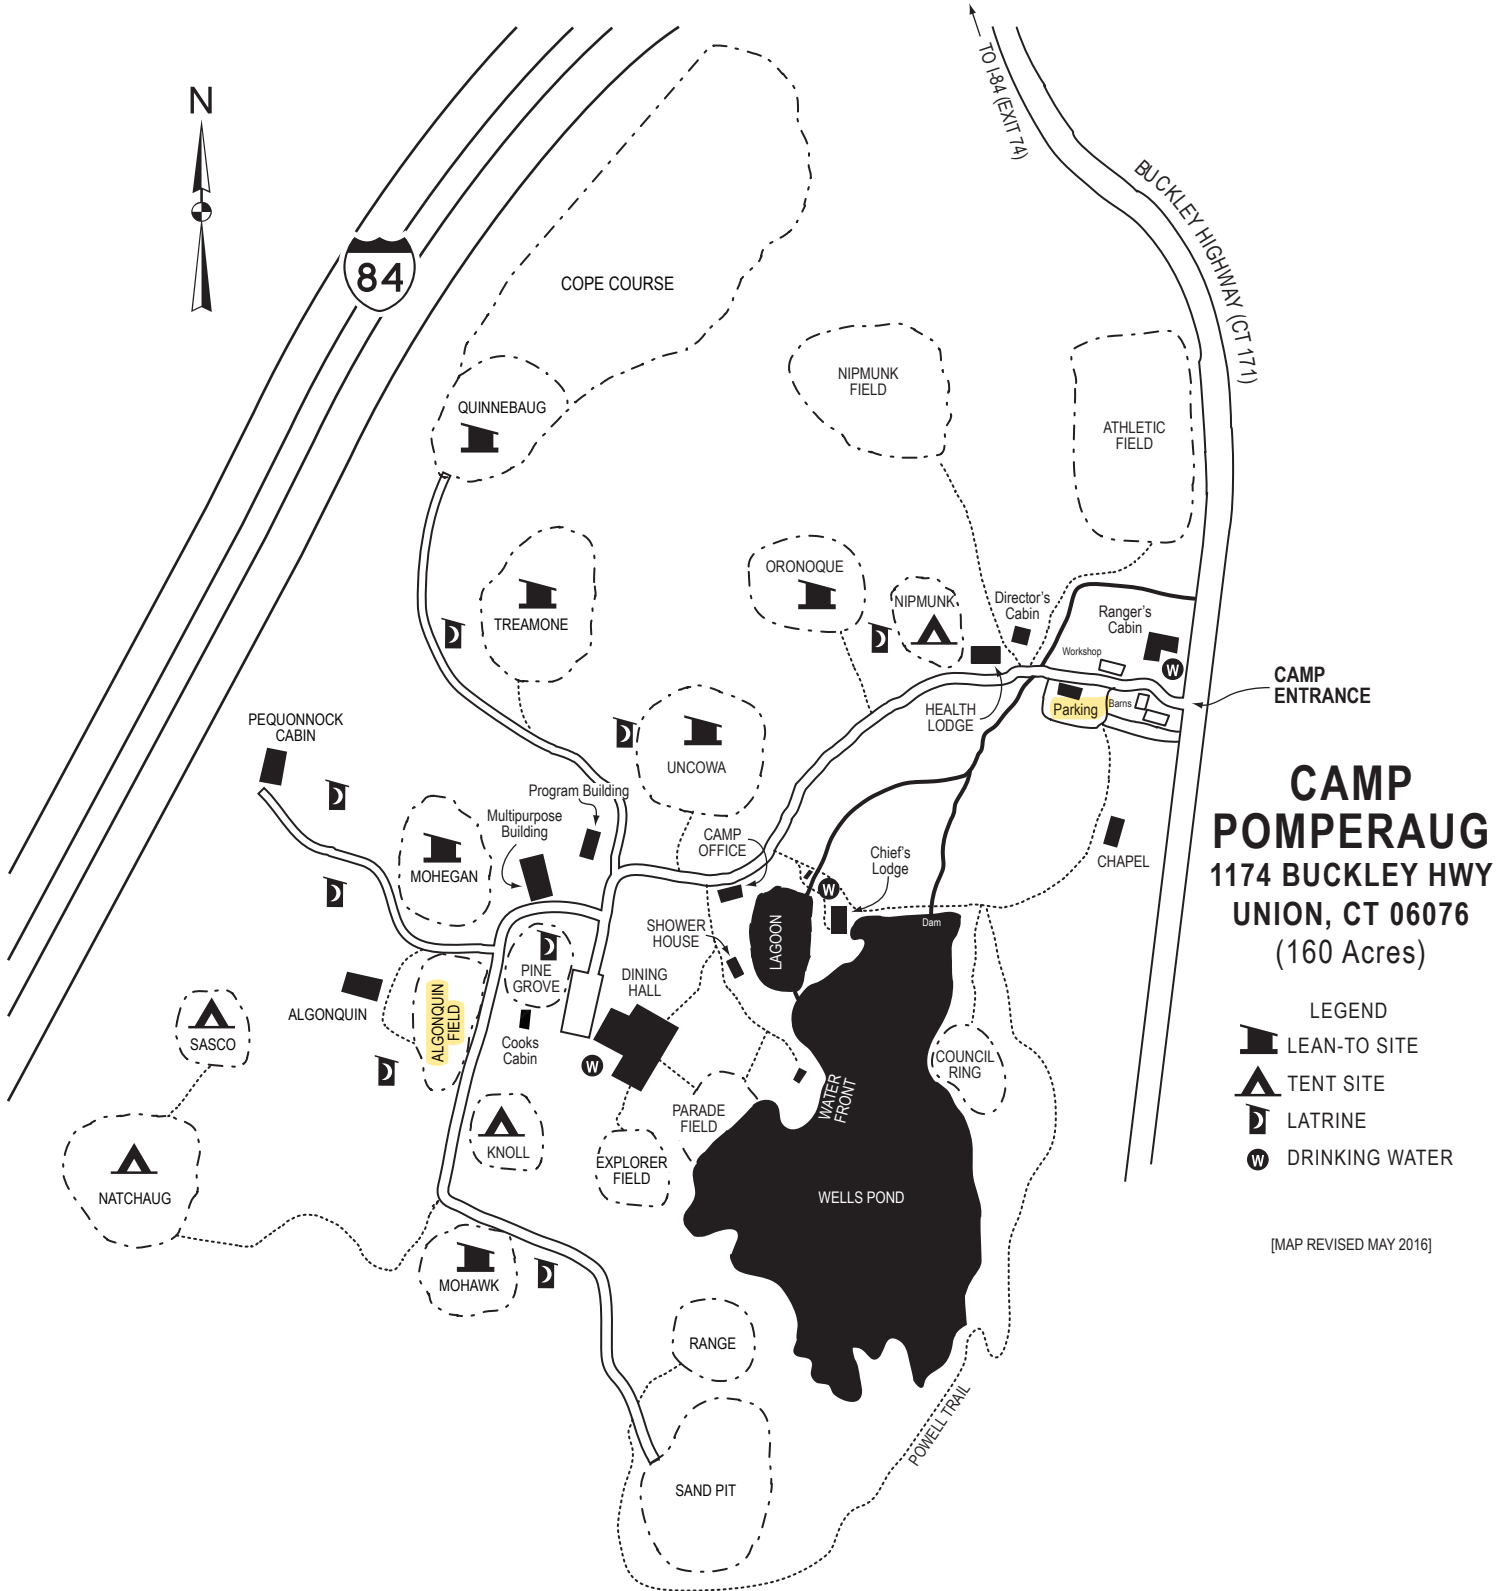 N
TO I-84 (EXIT 74)
BUCKLEY HIGHWAY (CT 171)
84
COPE COURSE
QUINNEBAUG
NIPMUNK
FIELD
ATHLETIC
FIELD
TREAMONE
ORONOQUE
NIPMUNK
Director's
Cabin
Ranger's
Cabin
Workshop
W
CAMP
ENTRANCE
Parking
Barns
HEALTH
LODGE
PEQUONNOCK
CABIN
UNCOWA
Program Building
Multipurpose
Building
MOHEGAN
CAMP
OFFICE
Chief's
Lodge
W
CHAPEL
CAMP
POMPERAUG
1174 BUCKLEY HWY
UNION, CT 06076
(160 Acres)
SHOWER
HOUSE
LAGOON
Dam
PINE
GROVE
DINING
HALL
ALGONQUIN
ALGONQUIN
FIELD
SASCO
Cooks
Cabin
W
COUNCIL
RING
WATER
FRONT
PARADE
FIELD
KNOLL
EXPLORER
FIELD
NATCHAUG
WELLS POND
MOHAWK
RANGE
POWELL TRAIL
SAND PIT
LEGEND
LEAN-TO SITE
TENT SITE
LATRINE
W DRINKING WATER
[MAP REVISED MAY 2016]